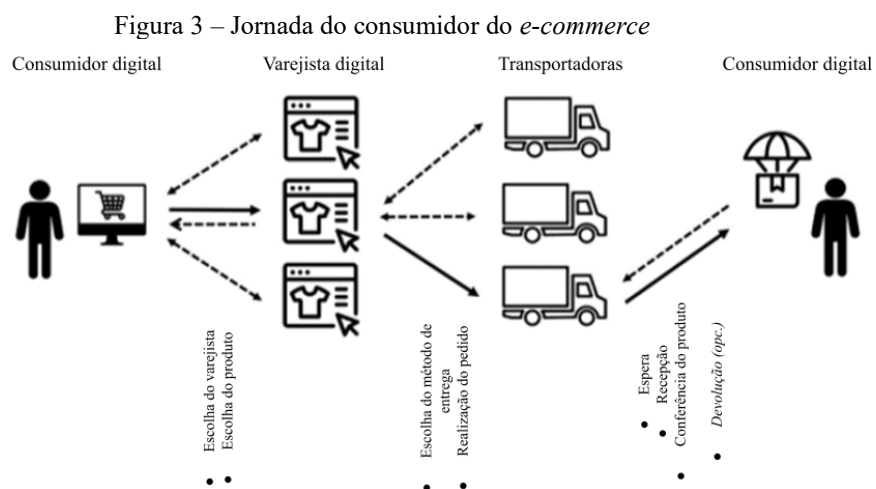 Figura 3 – Jornada do consumidor do e-commerce
Consumidor digital
Varejista digital
Transportadoras
Consumidor digital
• Escolha do varejista
• Escolha do produto
• Escolha do método de
entrega
• Realização do pedido
• Espera
• Recepção
• Conferência do produto
• Devolução (opc.)